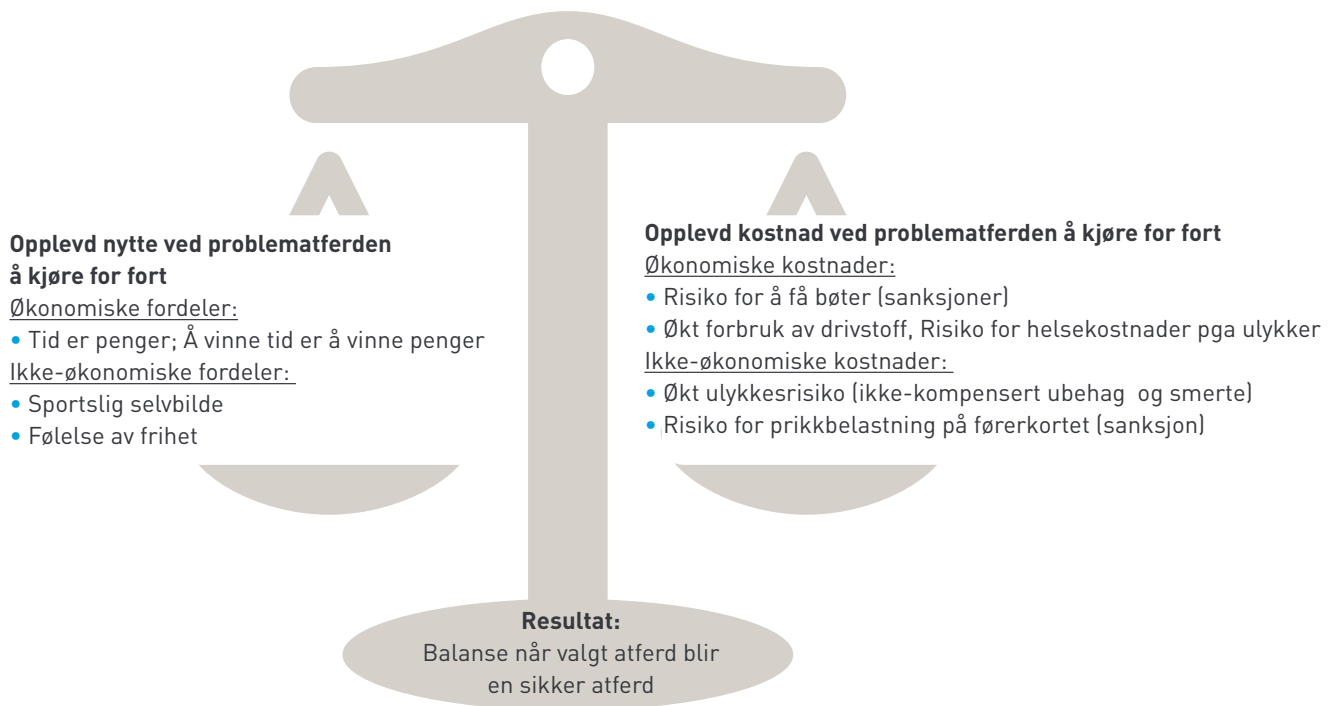 Opplevd nytte ved problematferden
å kjøre for fort
Økonomiske fordeler:
• Tid er penger; Å vinne tid er å vinne penger
Ikke-økonomiske fordeler:
• Sportslig selvbilde
• Følelse av frihet
Opplevd kostnad ved problematferden å kjøre for fort
Økonomiske kostnader:
• Risiko for å få bøter (sanksjoner)
• Økt forbruk av drivstoff, Risiko for helsekostnader pga ulykker
Ikke-økonomiske kostnader:
• Økt ulykkesrisiko (ikke-kompensert ubehag og smerte)
• Risiko for prikkbelastning på førerkortet (sanksjon)
Resultat:
Balanse når valgt atferd blir
en sikker atferd